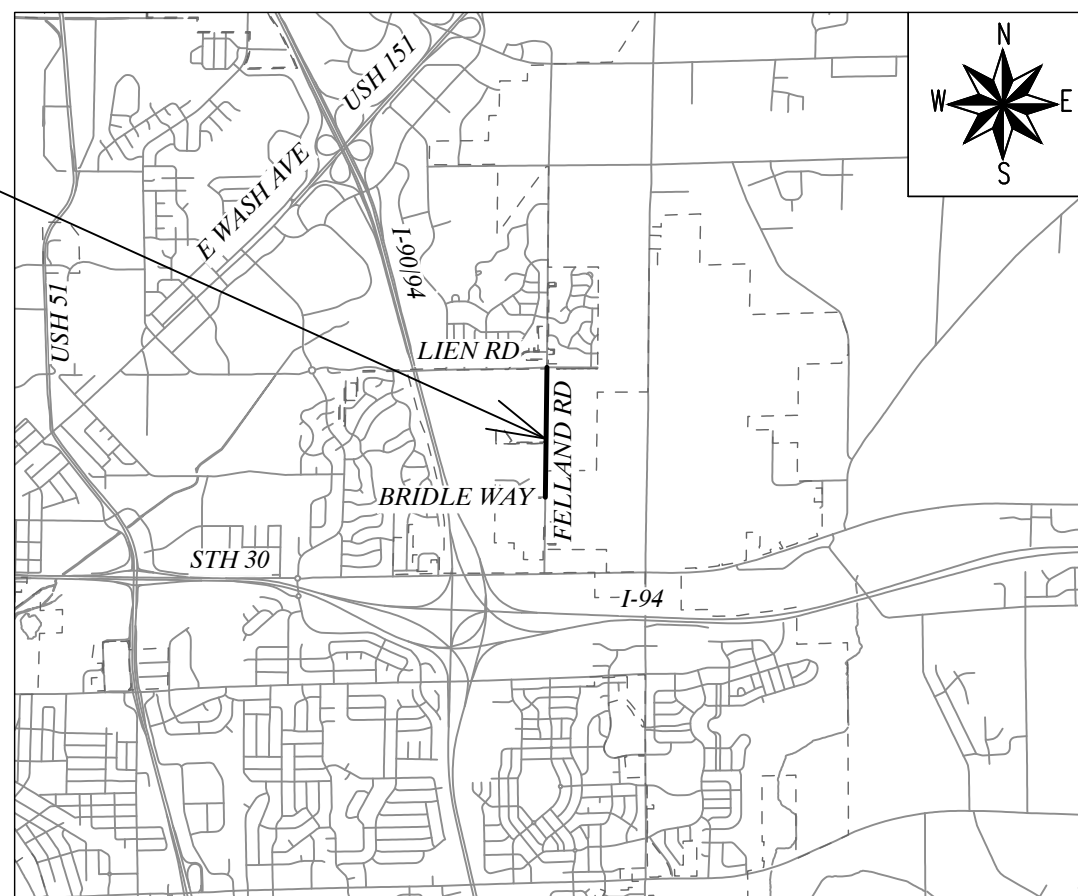 N
USH 151
W
E
S
E WASH AVE
I-90/94
USH 51
LIEN RD
FELLAND RD
BRIDLE WAY
STH 30
I-94